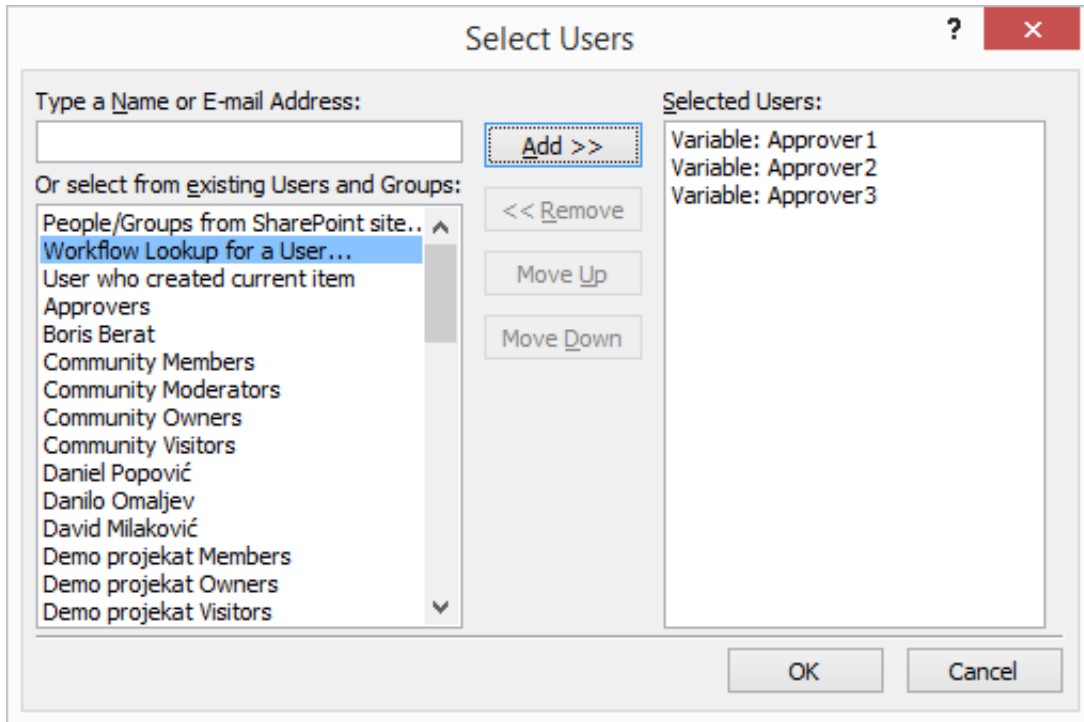 Select Users
?
Type a Name or E-mail Address:
Or select from existing Users and Groups:
People/Groups from SharePoint site..
Workflow Lookup for a User...
User who created current item
Approvers
Boris Berat
Community Members
Community Moderators
Community Owners
Community Visitors
Daniel Popović
Danilo Omaljev
David Milaković
Demo projekat Members
Demo projekat Owners
Demo projekat Visitors
Add >>
<< Remove
Move Up
Move Down
Selected Users:
Variable: Approver1
Variable: Approver2
Variable: Approver3
OK
Cancel